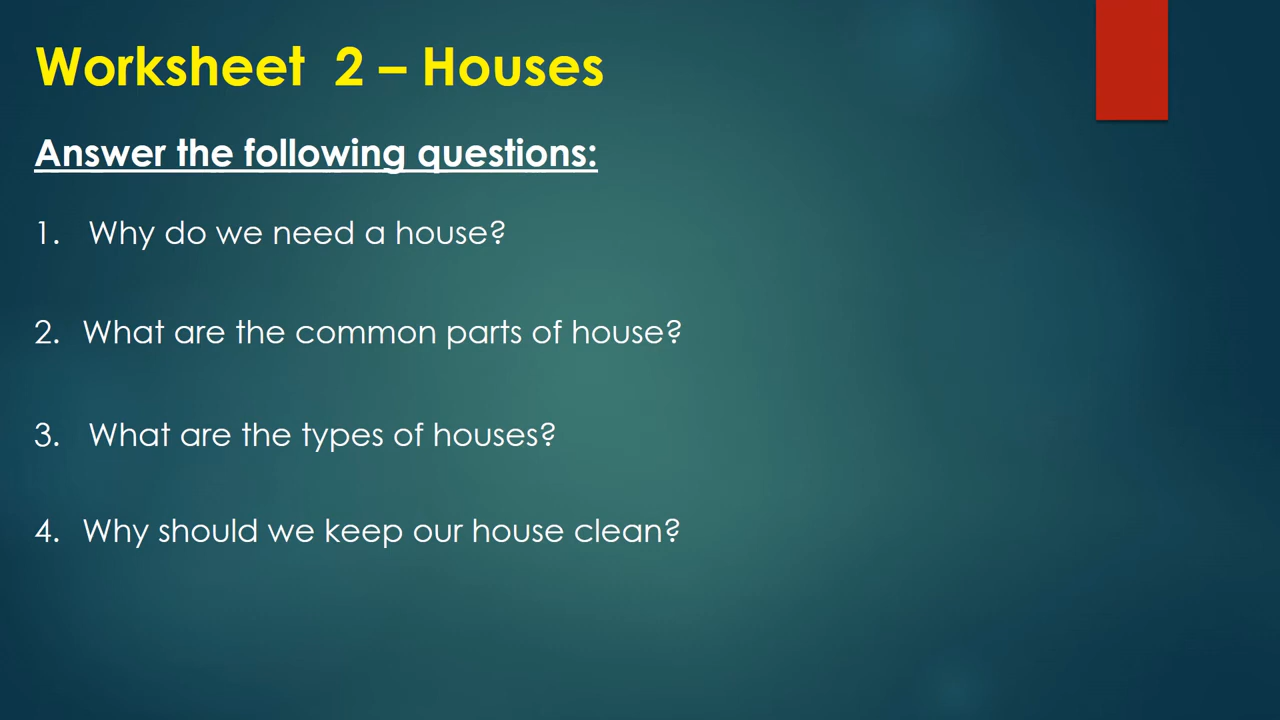 Worksheet  2 – Houses
Answer the following questions:
1. Why do we need a house?
2. What are the common parts of house?
3. What are the types of houses?
4. Why should we keep our house clean?